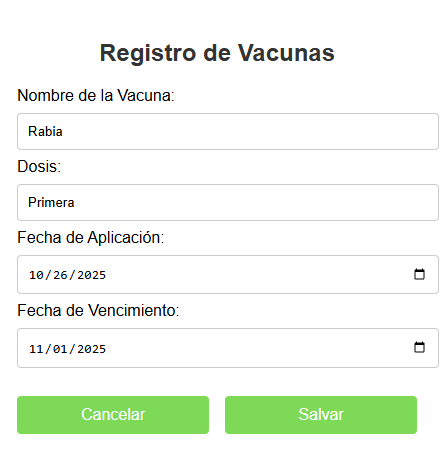 Registro de Vacunas
Nombre de la Vacuna:
Rabia
Dosis:
Primera
Fecha de Aplicación:
10/26/2025
Fecha de Vencimiento:
11/01/2025
Cancelar Salvar